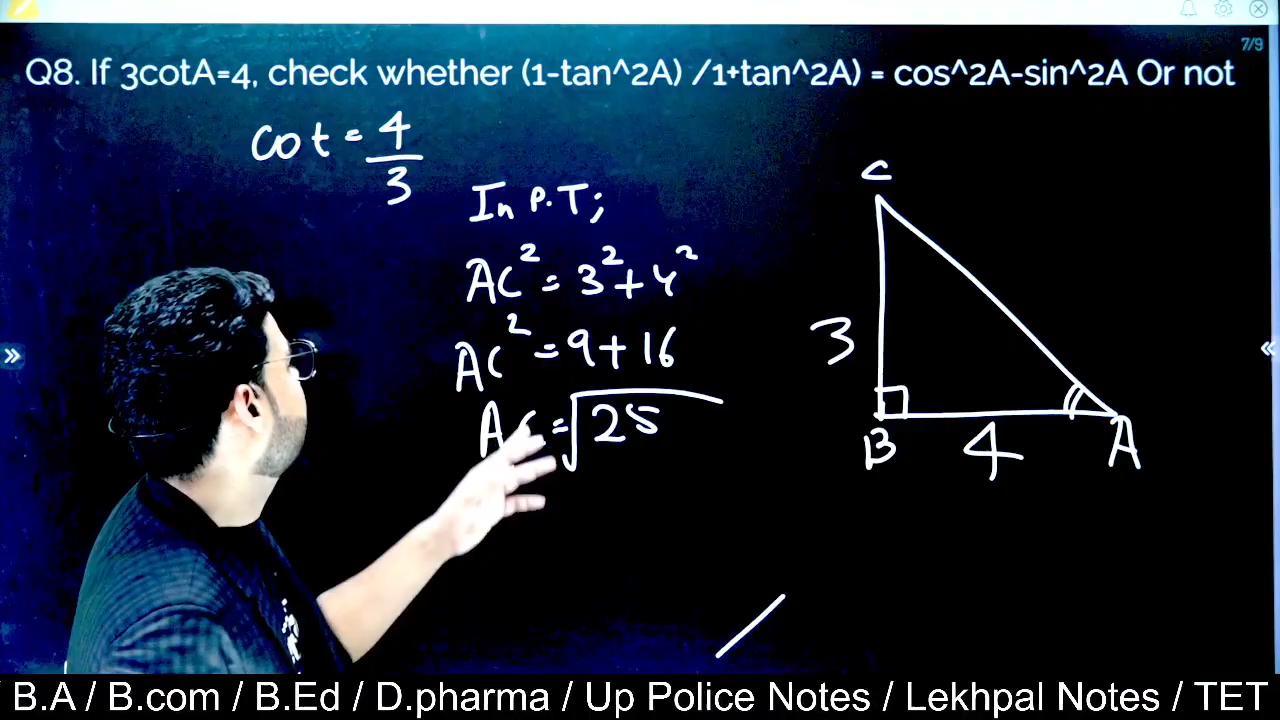 7/9
Q8. If 3cotA=4, check whether (1-tan^2A) /1+tan^2A) = cos^2A-sin^2A Or not
cot = 4/3
In P.T;
AC² = 3² + 4²
AC² = 9 + 16
AC = √25
C
3
B
4
A
/ B.A / B.com / B.Ed / D.pharma / Up Police Notes / Lekhpal Notes / TET